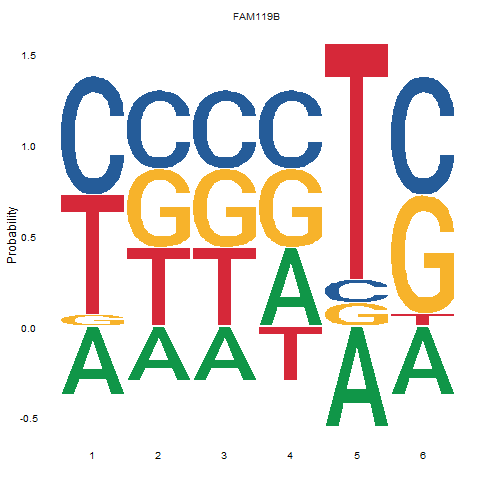 FAM119B
1.5
1.0
0.5
0.0
-0.5
Probability
C T G A
C G T A
C G T A
C G A T
T C G A
C G T A
1 2 3 4 5 6